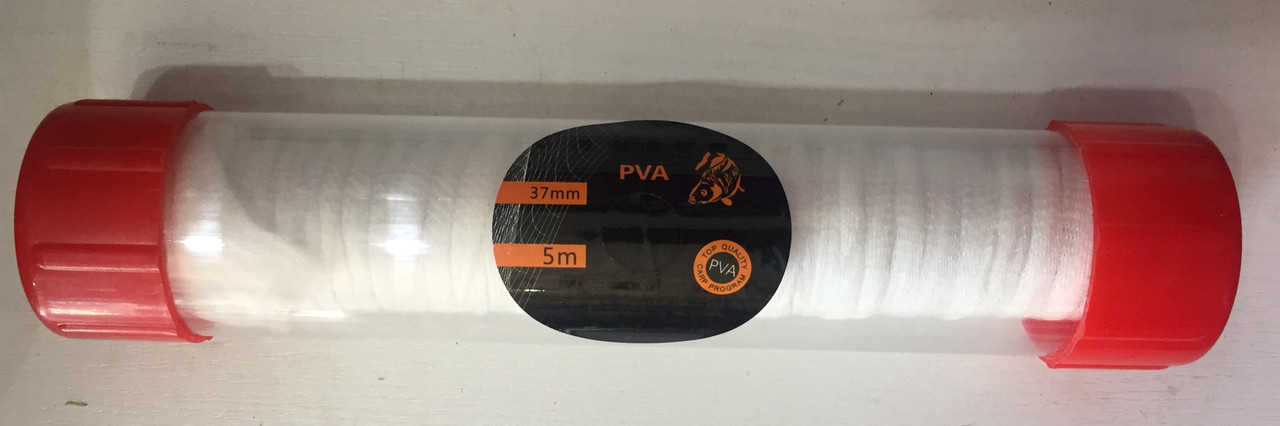 PVA
37mm
5m
TOP QUALITY
PVA
CARP PROGRAM